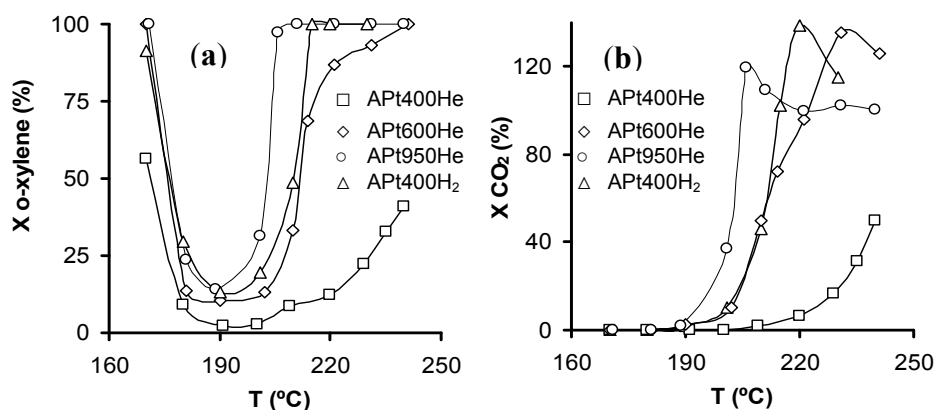 (a)
X o-xylene (%)
100
75
50
25
0
160
190
220
250
T (ºC)
APt400He
APt600He
APt950He
APt400H₂
(b)
X CO₂ (%)
120
80
40
0
160
190
220
250
T (ºC)
APt400He
APt600He
APt950He
APt400H₂